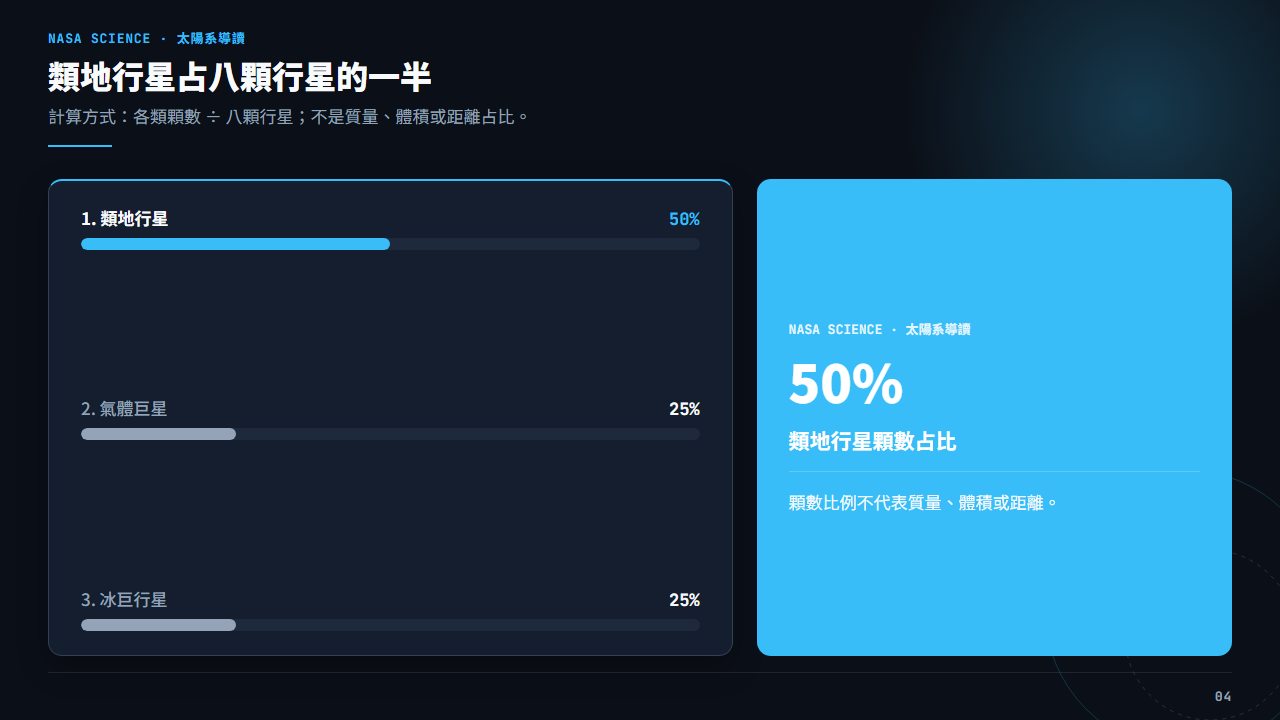 NASA SCIENCE · 太陽系導讀
類地行星占八顆行星的一半
計算方式：各類顆數 ÷ 八顆行星；不是質量、體積或距離占比。
1. 類地行星
50%
2. 氣體巨星
25%
3. 冰巨行星
25%
NASA SCIENCE · 太陽系導讀
50%
類地行星顆數占比
顆數比例不代表質量、體積或距離。
04